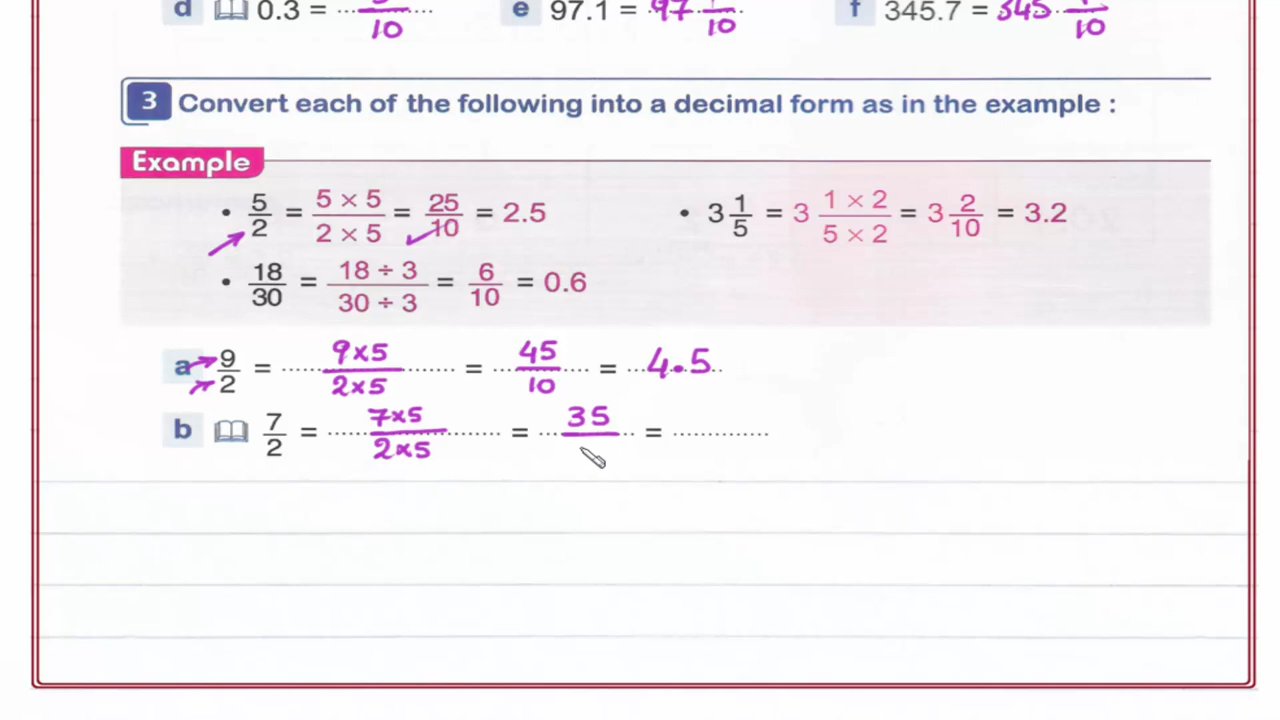 d 0.3 = ....../10 e 97.1 = 97 /10 f 345.7 = 345 /10
3 Convert each of the following into a decimal form as in the example :
Example
• 5/2 = 5 × 5/2 × 5 = 25/10 = 2.5 • 3 1/5 = 3 1 × 2/5 × 2 = 3 2/10 = 3.2
• 18/30 = 18 ÷ 3/30 ÷ 3 = 6/10 = 0.6
a 9/2 = 9×5/2×5 = 45/10 = 4.5
b 7/2 = 7×5/2×5 = 35/ = ............